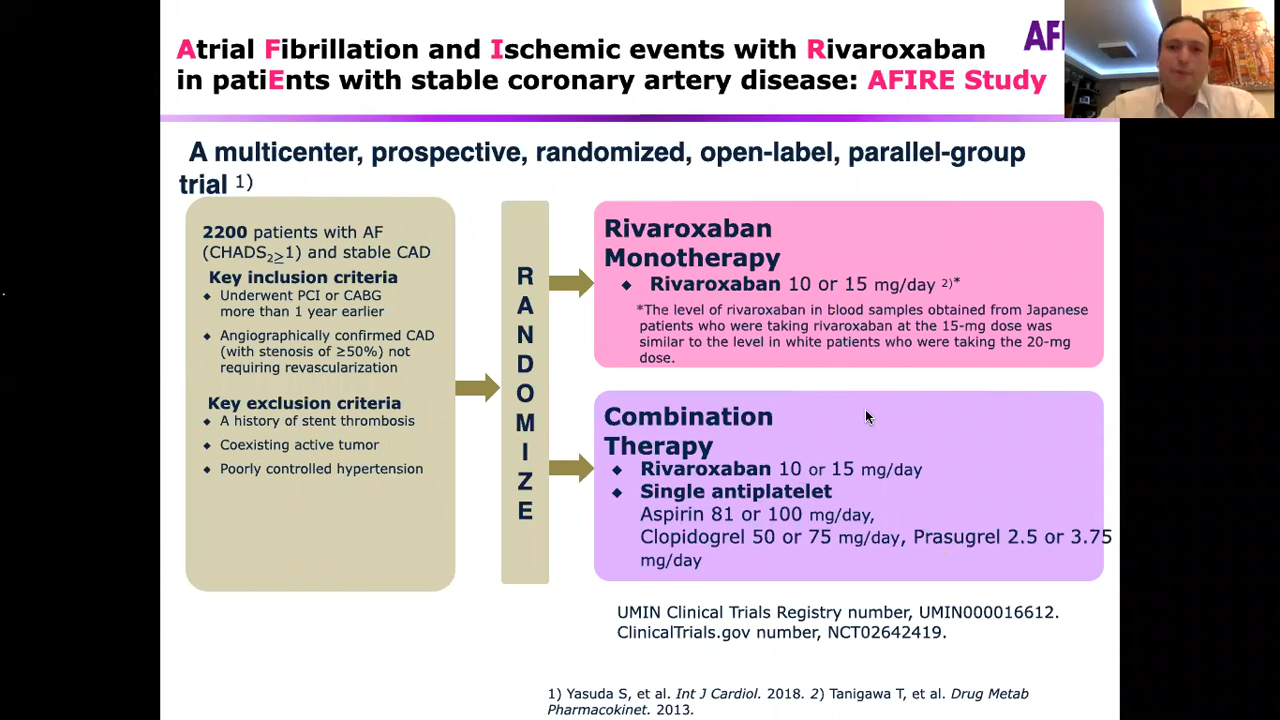 Atrial Fibrillation and Ischemic events with Rivaroxaban
in patiEnts with stable coronary artery disease: AFIRE Study
AFI
A multicenter, prospective, randomized, open-label, parallel-group
trial 1)
2200 patients with AF
(CHADS2≥1) and stable CAD
Key inclusion criteria
◆ Underwent PCI or CABG
more than 1 year earlier
◆ Angiographically confirmed CAD
(with stenosis of ≥50%) not
requiring revascularization
Key exclusion criteria
◆ A history of stent thrombosis
◆ Coexisting active tumor
◆ Poorly controlled hypertension
R
A
N
D
O
M
I
Z
E
Rivaroxaban
Monotherapy
◆ Rivaroxaban 10 or 15 mg/day 2)*
*The level of rivaroxaban in blood samples obtained from Japanese
patients who were taking rivaroxaban at the 15-mg dose was
similar to the level in white patients who were taking the 20-mg
dose.
Combination
Therapy
◆ Rivaroxaban 10 or 15 mg/day
◆ Single antiplatelet
Aspirin 81 or 100 mg/day,
Clopidogrel 50 or 75 mg/day, Prasugrel 2.5 or 3.75
mg/day
UMIN Clinical Trials Registry number, UMIN000016612.
ClinicalTrials.gov number, NCT02642419.
1) Yasuda S, et al. Int J Cardiol. 2018. 2) Tanigawa T, et al. Drug Metab
Pharmacokinet. 2013.